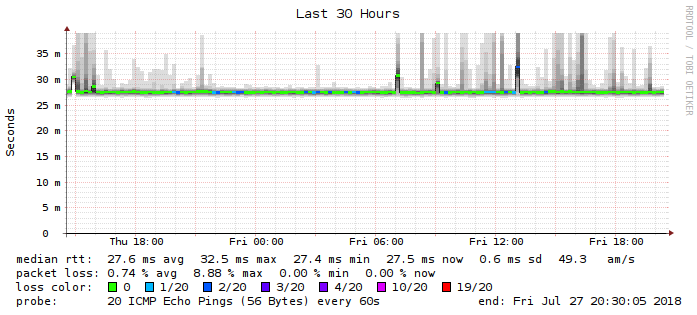 Last 30 Hours
RRDTOOL / TOBI OETIKER
Seconds
35 m
30 m
25 m
20 m
15 m
10 m
5 m
0
Thu 18:00 Fri 00:00 Fri 06:00 Fri 12:00 Fri 18:00
median rtt: 27.6 ms avg 32.5 ms max 27.4 ms min 27.5 ms now 0.6 ms sd 49.3 am/s
packet loss: 0.74 % avg 8.88 % max 0.00 % min 0.00 % now
loss color: 0 1/20 2/20 3/20 4/20 10/20 19/20
probe: 20 ICMP Echo Pings (56 Bytes) every 60s end: Fri Jul 27 20:30:05 2018